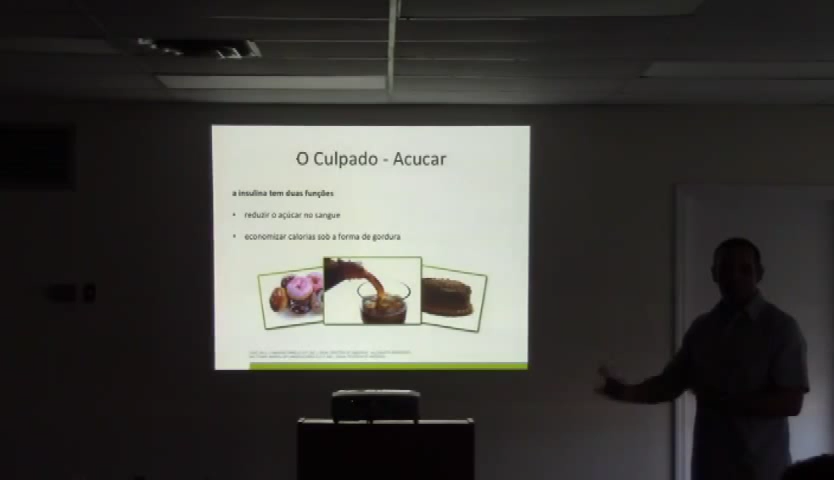 O Culpado - Acucar
a insulina tem duas funções
• reduzir o açúcar no sangue
• economizar calorias sob a forma de gordura